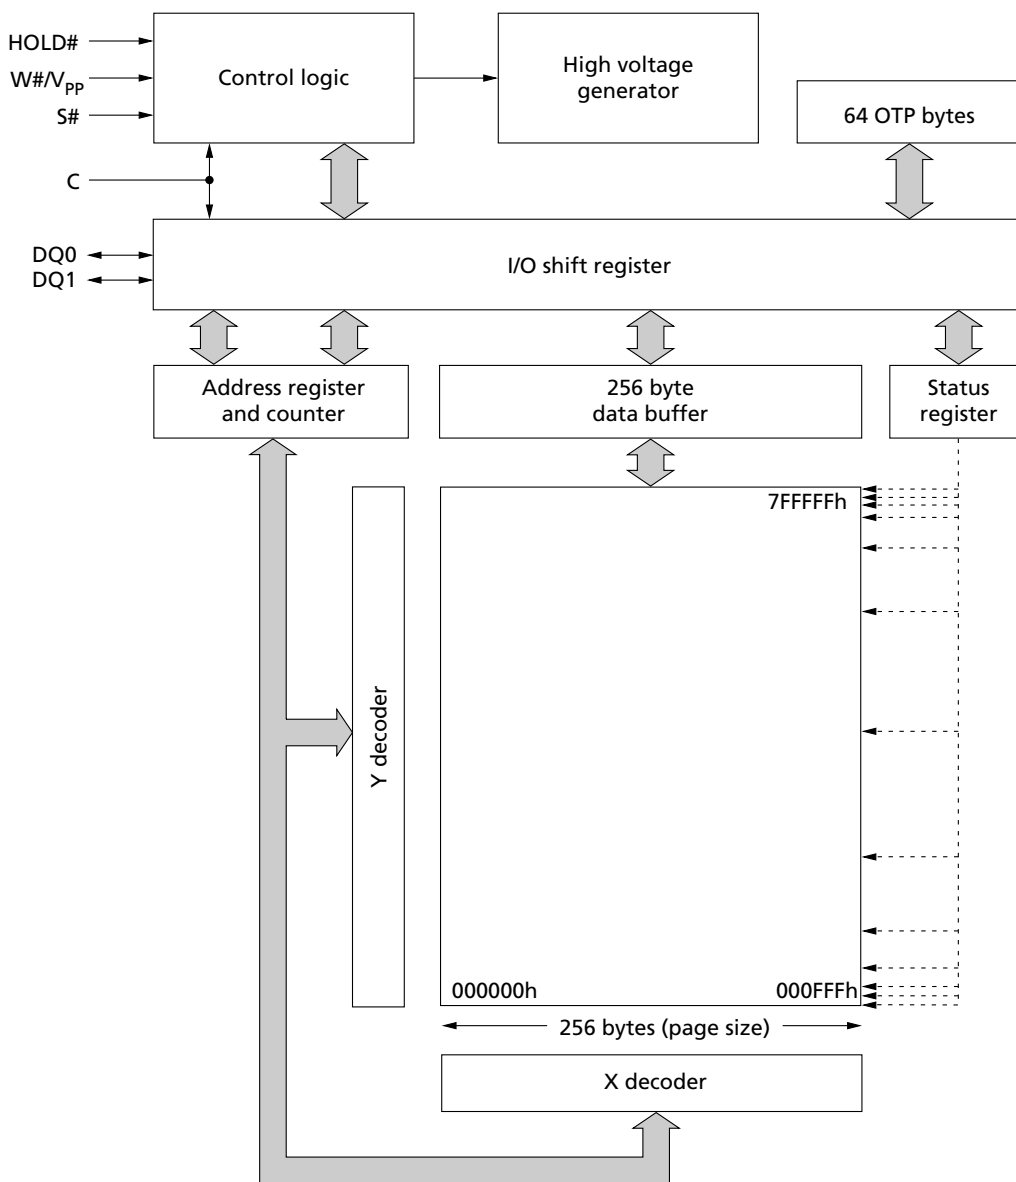 HOLD#
W#/VPP
S#
Control logic
High voltage
generator
64 OTP bytes
C
DQ0
DQ1
I/O shift register
Address register
and counter
256 byte
data buffer
Status
register
7FFFFFh
Y decoder
000000h
000FFFh
256 bytes (page size)
X decoder